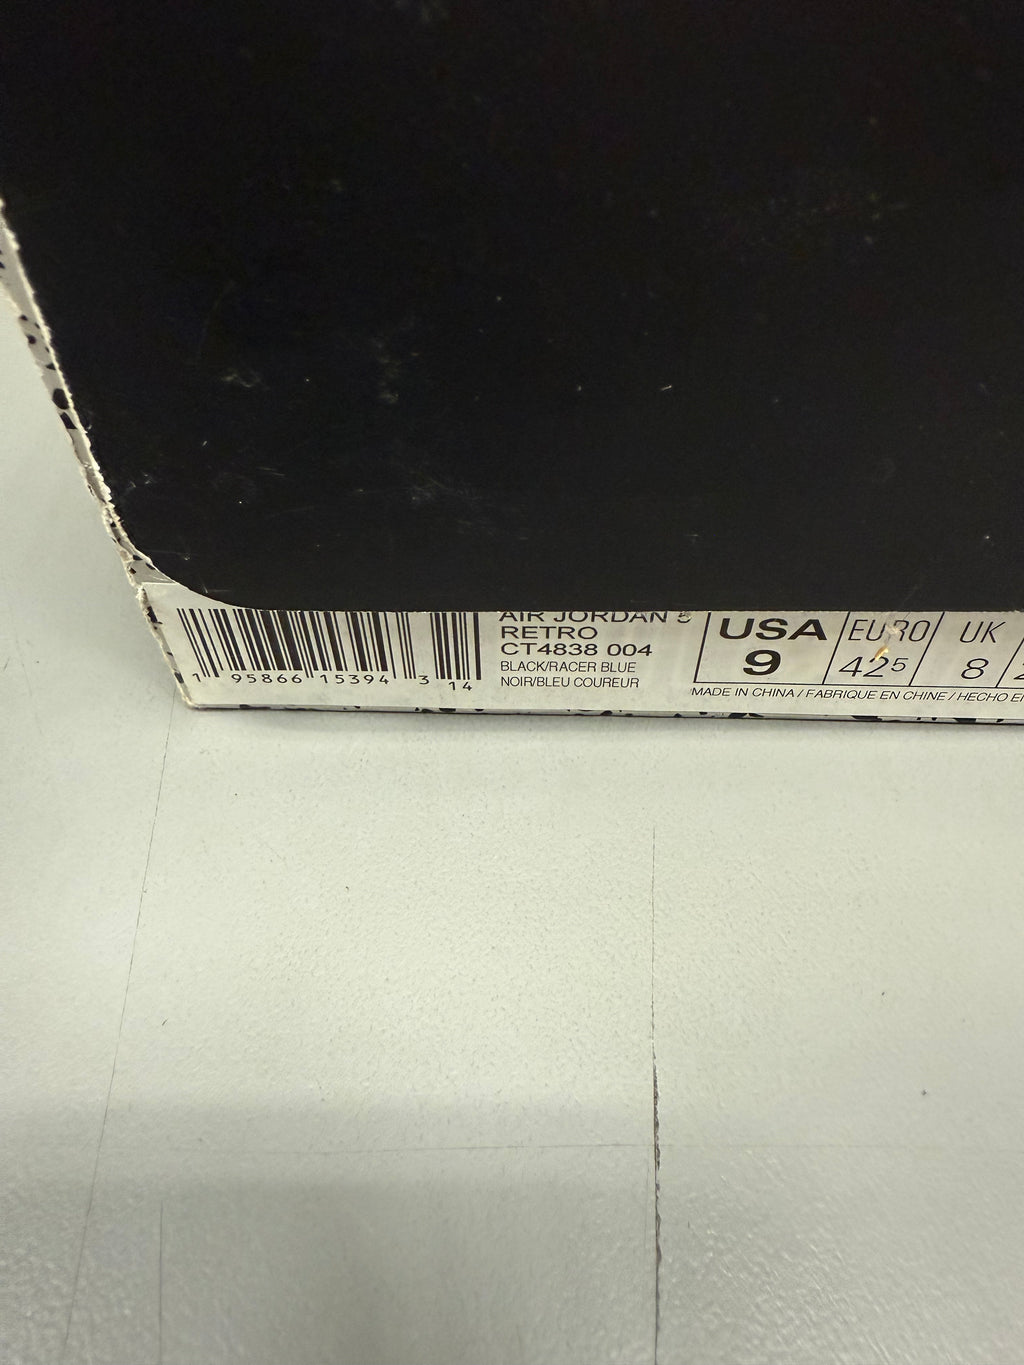 AIR JORDAN 5
RETRO
CT4838 004
BLACK/RACER BLUE
NOIR/BLEU COUREUR
1 95866 15394 3 14
USA
9
EURO
42.5
UK
8
MADE IN CHINA / FABRIQUE EN CHINE / HECHO